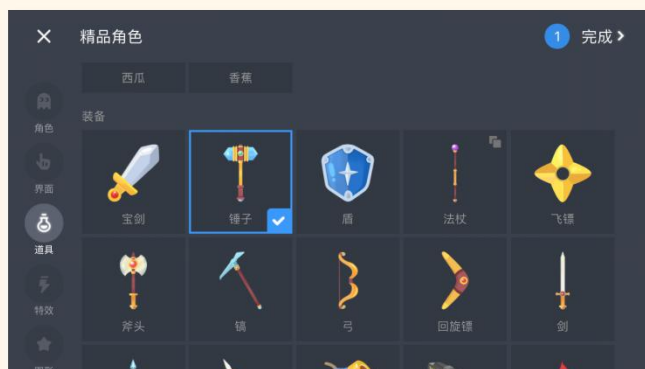 精品角色
1 完成
西瓜 香蕉
角色
装备
界面
宝剑 锤子 盾 法杖 飞镖
道具
特效
斧头 镐 弓 回旋镖 剑